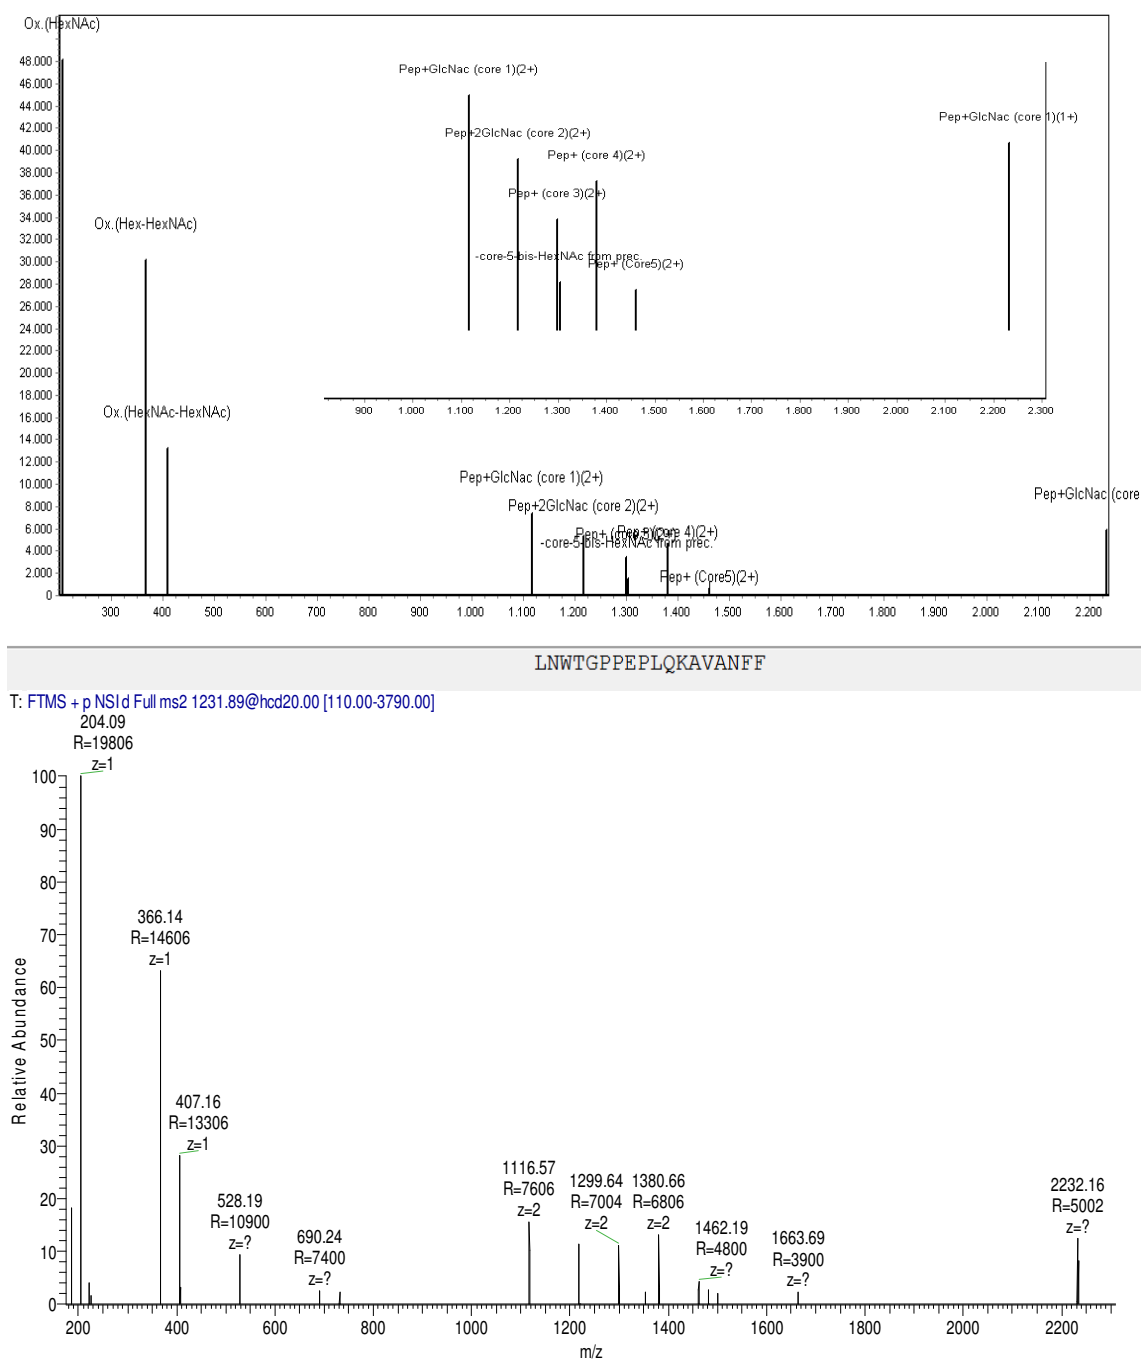 Ox.(HexNAc)
48.000
46.000
44.000
42.000
40.000
38.000
36.000
34.000
32.000
30.000
28.000
26.000
24.000
22.000
20.000
18.000
16.000
14.000
12.000
10.000
8.000
6.000
4.000
2.000
0
Ox.(Hex-HexNAc)
Ox.(HexNAc-HexNAc)
Pep+GlcNac (core 1)(2+)
Pep+2GlcNac (core 2)(2+)
Pep+ (core 4)(2+)
Pep+ (core 3)(2+)
-core-5-bis-HexNAc from prec.
Pep+ (Core5)(2+)
Pep+GlcNac (core 1)(1+)
900 1.000 1.100 1.200 1.300 1.400 1.500 1.600 1.700 1.800 1.900 2.000 2.100 2.200 2.300
Pep+GlcNac (core 1)(2+)
Pep+GlcNac (core
Pep+2GlcNac (core 2)(2+)
Pep+ (core 3)(2+)
Pep+ (core 4)(2+)
-core-5-bis-HexNAc from prec.
Pep+ (Core5)(2+)
300 400 500 600 700 800 900 1.000 1.100 1.200 1.300 1.400 1.500 1.600 1.700 1.800 1.900 2.000 2.100 2.200
LNWTGPPEPLQKAVANFF
T: FTMS + p NSI d Full ms2 1231.89@hcd20.00 [110.00-3790.00]
204.09
R=19806
z=1
366.14
R=14606
z=1
407.16
R=13306
z=1
528.19
R=10900
z=?
690.24
R=7400
z=?
1116.57
R=7606
z=2
1299.64
R=7004
z=2
1380.66
R=6806
z=2
1462.19
R=4800
z=?
1663.69
R=3900
z=?
2232.16
R=5002
z=?
100
90
80
70
60
50
40
30
20
10
0
Relative Abundance
200 400 600 800 1000 1200 1400 1600 1800 2000 2200
m/z